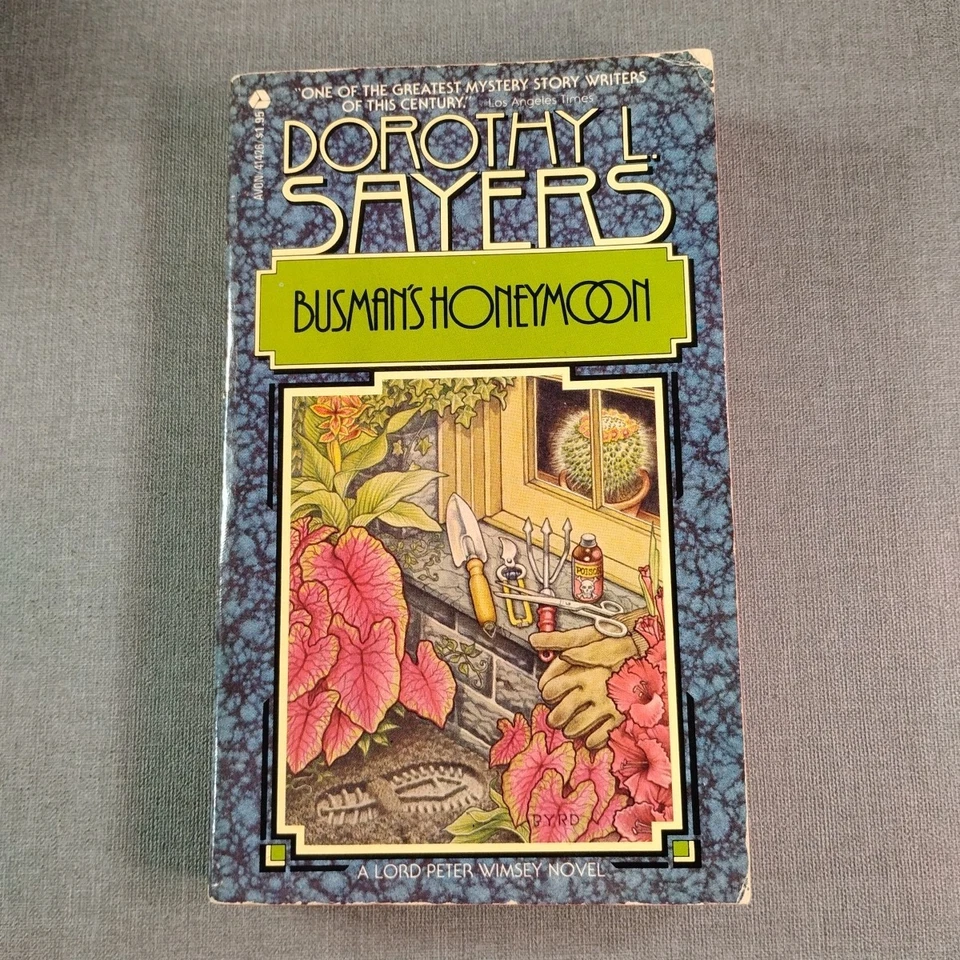 "ONE OF THE GREATEST MYSTERY STORY WRITERS
OF THIS CENTURY." Los Angeles Times
AVON/41426/$1.95
DOROTHY L.
SAYERS
BUSMAN'S HONEYMOON
POISON
BYRD
A LORD PETER WIMSEY NOVEL